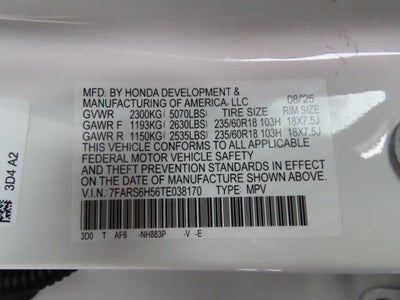 MFD. BY HONDA DEVELOPMENT &
MANUFACTURING OF AMERICA, LLC 08/25
GVWR 2300KG (5070LBS) TIRE SIZE RIM SIZE
GAWR F 1193KG (2630LBS) 235/60R18 103H 18X7.5J
GAWR R 1150KG (2535LBS) 235/60R18 103H 18X7.5J
THIS VEHICLE CONFORMS TO ALL APPLICABLE
FEDERAL MOTOR VEHICLE SAFETY, BUMPER,
AND THEFT PREVENTION STANDARDS IN EFFECT
ON THE DATE OF MANUFACTURE SHOWN ABOVE.
V.I.N. 7FARS6H56TE038170 TYPE: MPV
3D0 T AF6 -NH883P -V -E
3D4 A2